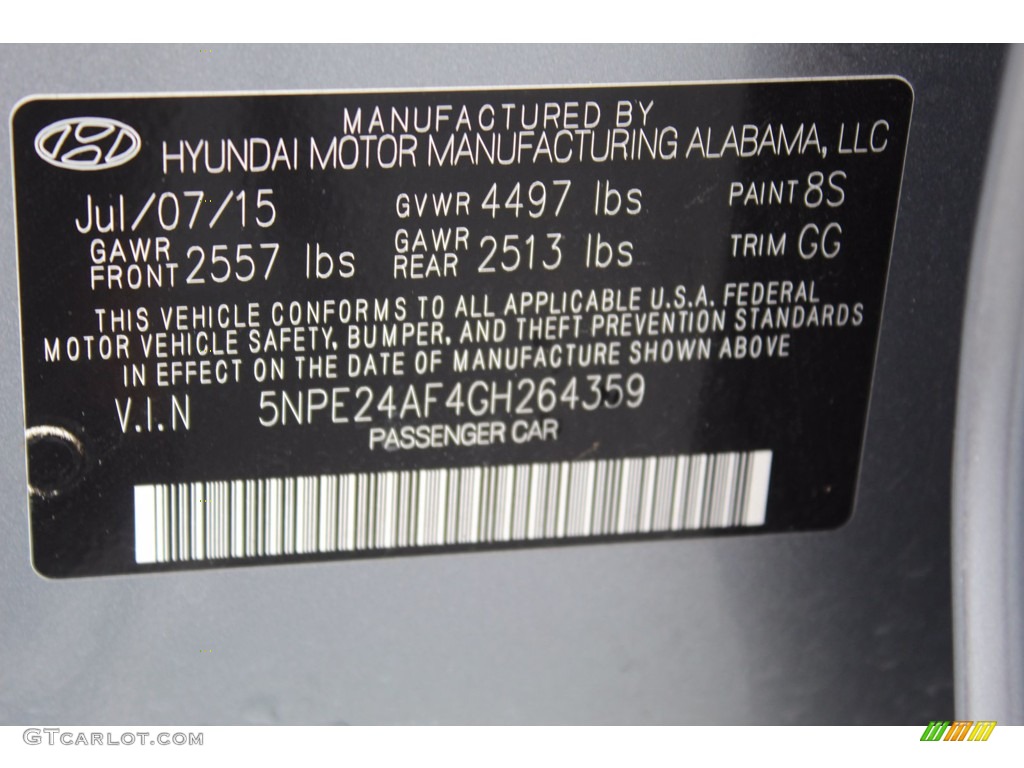 MANUFACTURED BY
HYUNDAI MOTOR MANUFACTURING ALABAMA, LLC
Jul/07/15 GVWR 4497 lbs PAINT 8S
GAWR FRONT 2557 lbs GAWR REAR 2513 lbs TRIM GG
THIS VEHICLE CONFORMS TO ALL APPLICABLE U.S.A. FEDERAL
MOTOR VEHICLE SAFETY, BUMPER, AND THEFT PREVENTION STANDARDS
IN EFFECT ON THE DATE OF MANUFACTURE SHOWN ABOVE
V.I.N 5NPE24AF4GH264359
PASSENGER CAR
GTCarlot.com